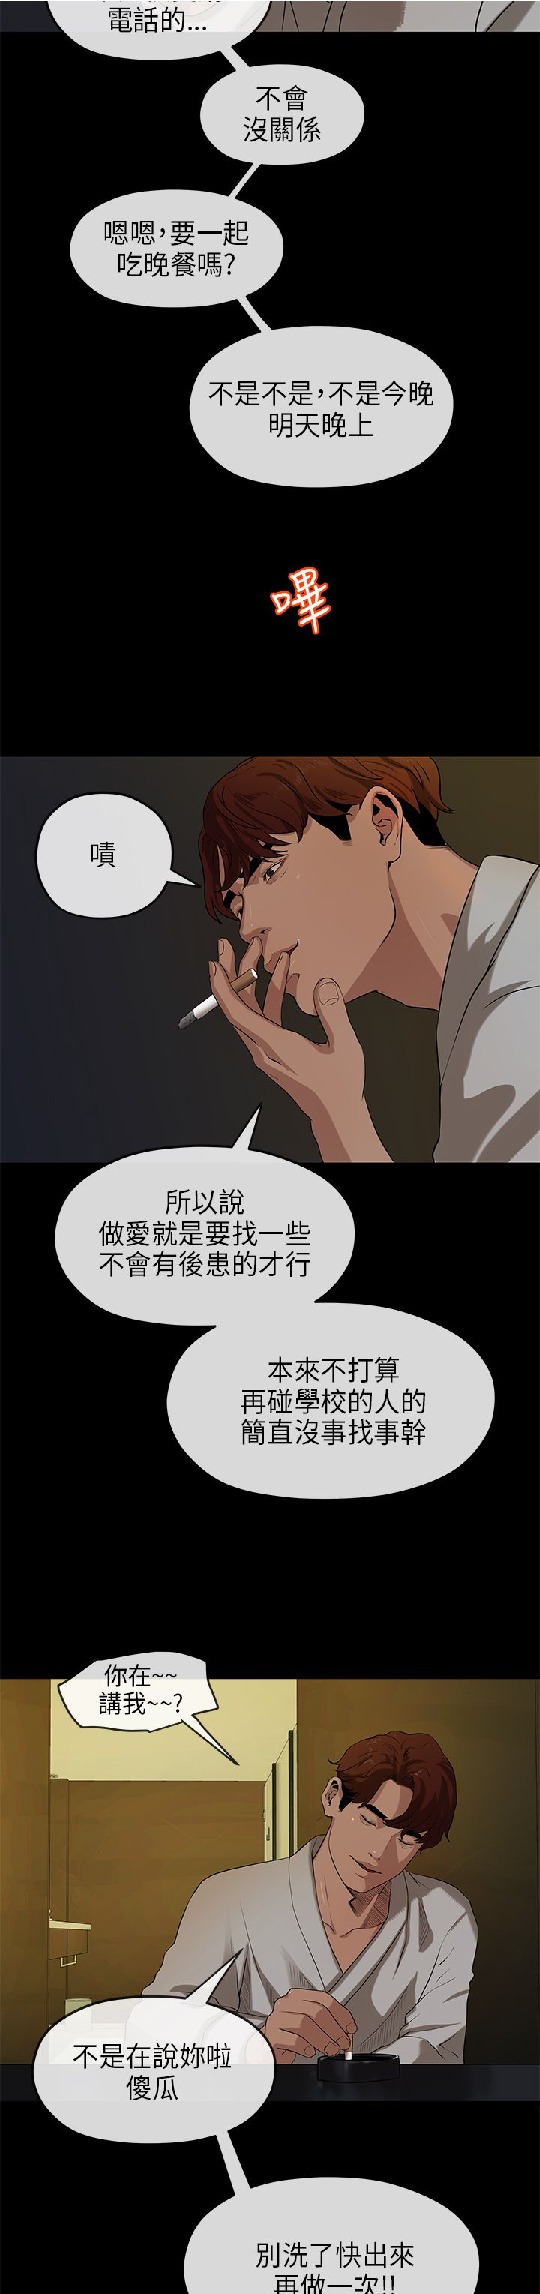 電話的...
不會
沒關係
嗯嗯，要一起
吃晚餐嗎?
不是不是，不是今晚
明天晚上
嗶
嘖
所以說
做愛就是要找一些
不會有後患的才行
本來不打算
再碰學校的人的
簡直沒事找事幹
你在~~
講我~~?
不是在說妳啦
傻瓜
別洗了快出來
再做一次!!